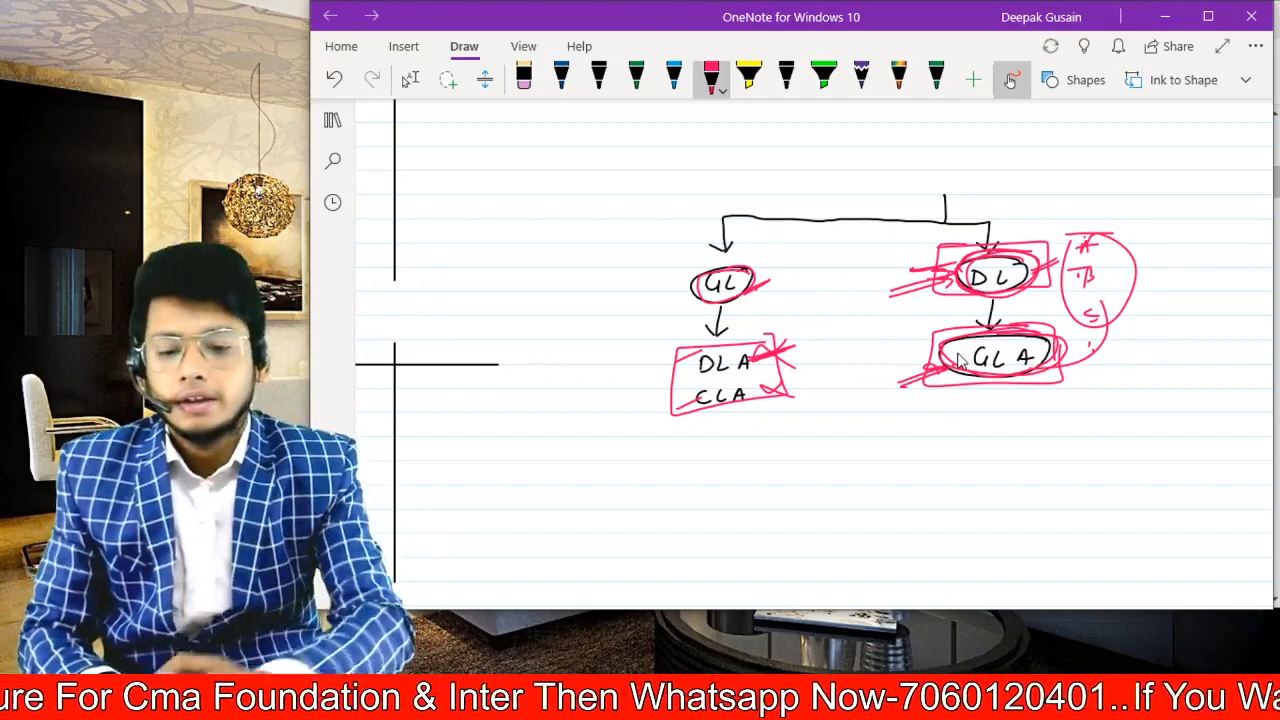 OneNote for Windows 10
Deepak Gusain
Home Insert Draw View Help
Share
Shapes
Ink to Shape
GL
DL
A
B
S
DLA
CLA
GLA
ure For Cma Foundation & Inter Then Whatsapp Now-7060120401..If You Wa